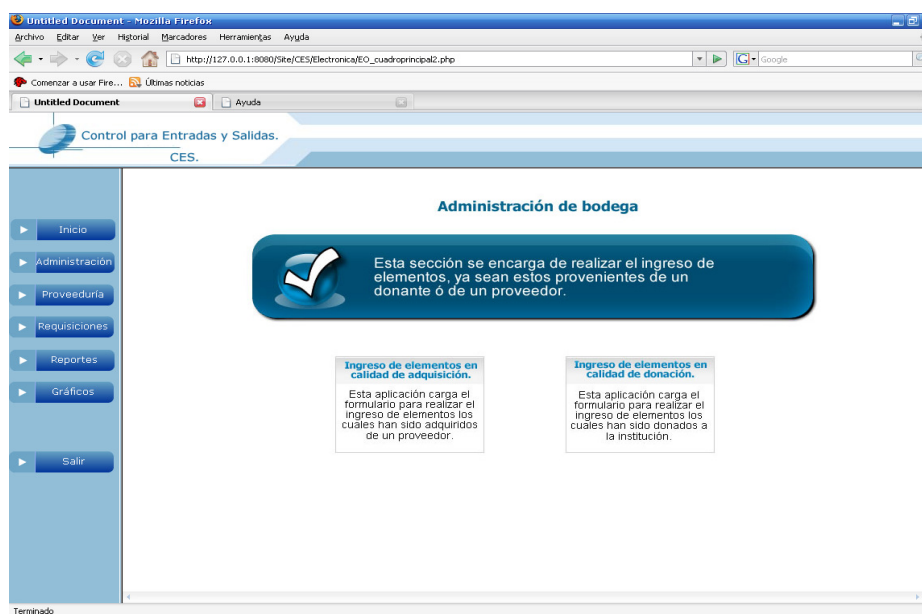 Untitled Document - Mozilla Firefox
Archivo Editar Ver Historial Marcadores Herramientas Ayuda
http://127.0.0.1:8080/Site/CES/Electronica/EO_cuadroprincipal2.php
Google
Comenzar a usar Fire... Últimas noticias
Untitled Document Ayuda
Control para Entradas y Salidas.
CES.
Administración de bodega
Inicio
Administración
Proveeduría
Requisiciones
Reportes
Gráficos
Salir
Esta sección se encarga de realizar el ingreso de
elementos, ya sean estos provenientes de un
donante ó de un proveedor.
Ingreso de elementos en
calidad de adquisición.
Esta aplicación carga el
formulario para realizar el
ingreso de elementos los
cuales han sido adquiridos
de un proveedor.
Ingreso de elementos en
calidad de donación.
Esta aplicación carga el
formulario para realizar el
ingreso de elementos los
cuales han sido donados a
la institución.
Terminado